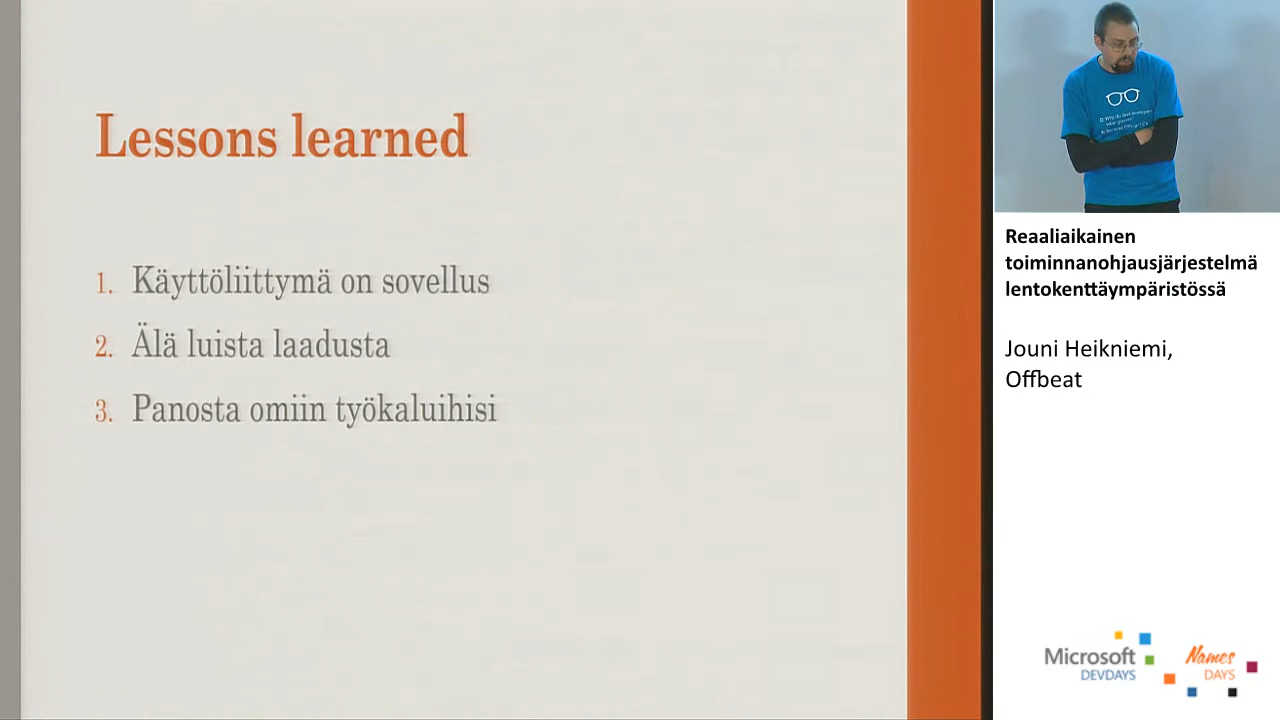 Lessons learned
1. Käyttöliittymä on sovellus
2. Älä luista laadusta
3. Panosta omiin työkaluihisi
Reaaliaikainen
toiminnanohjausjärjestelmä
lentokenttäympäristössä
Jouni Heikniemi,
Offbeat
Microsoft
DEVDAYS
Names
DAYS